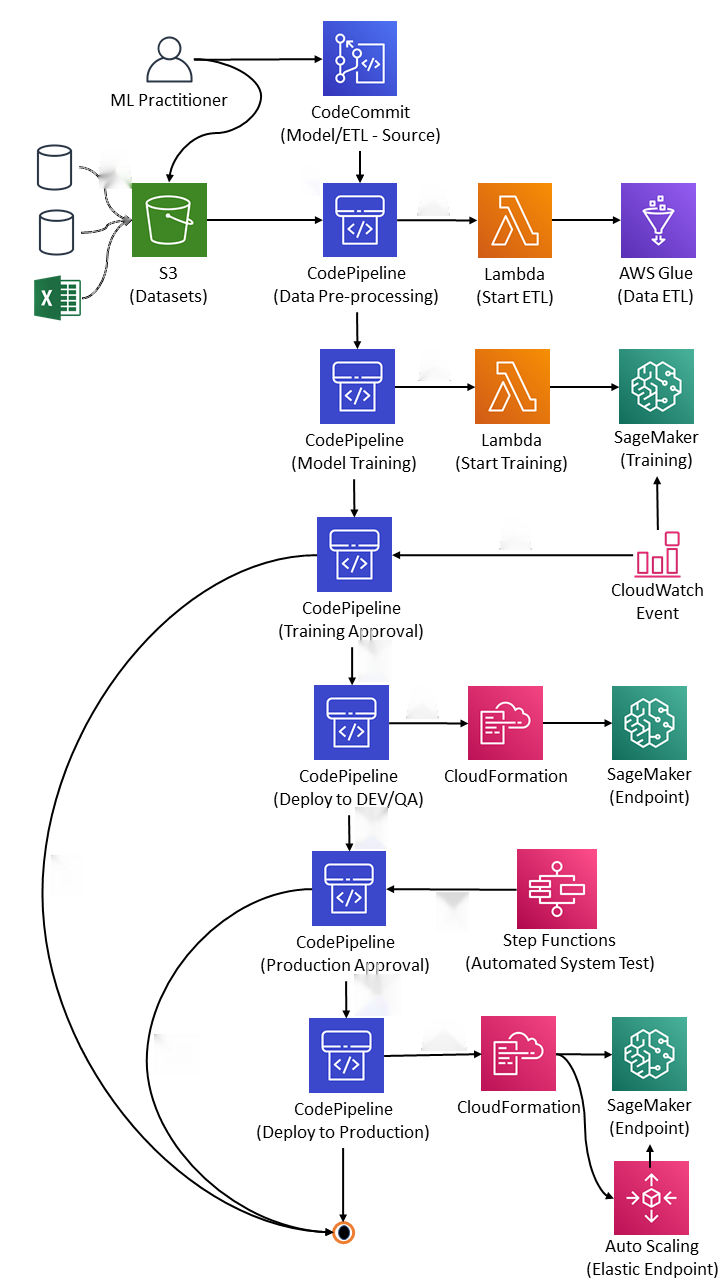 ML Practitioner
CodeCommit
(Model/ETL - Source)
S3
(Datasets)
CodePipeline
(Data Pre-processing)
Lambda
(Start ETL)
AWS Glue
(Data ETL)
X
CodePipeline
(Model Training)
Lambda
(Start Training)
SageMaker
(Training)
CodePipeline
(Training Approval)
CloudWatch
Event
CodePipeline
(Deploy to DEV/QA)
CloudFormation
SageMaker
(Endpoint)
CodePipeline
(Production Approval)
Step Functions
(Automated System Test)
CodePipeline
(Deploy to Production)
CloudFormation
SageMaker
(Endpoint)
Auto Scaling
(Elastic Endpoint)